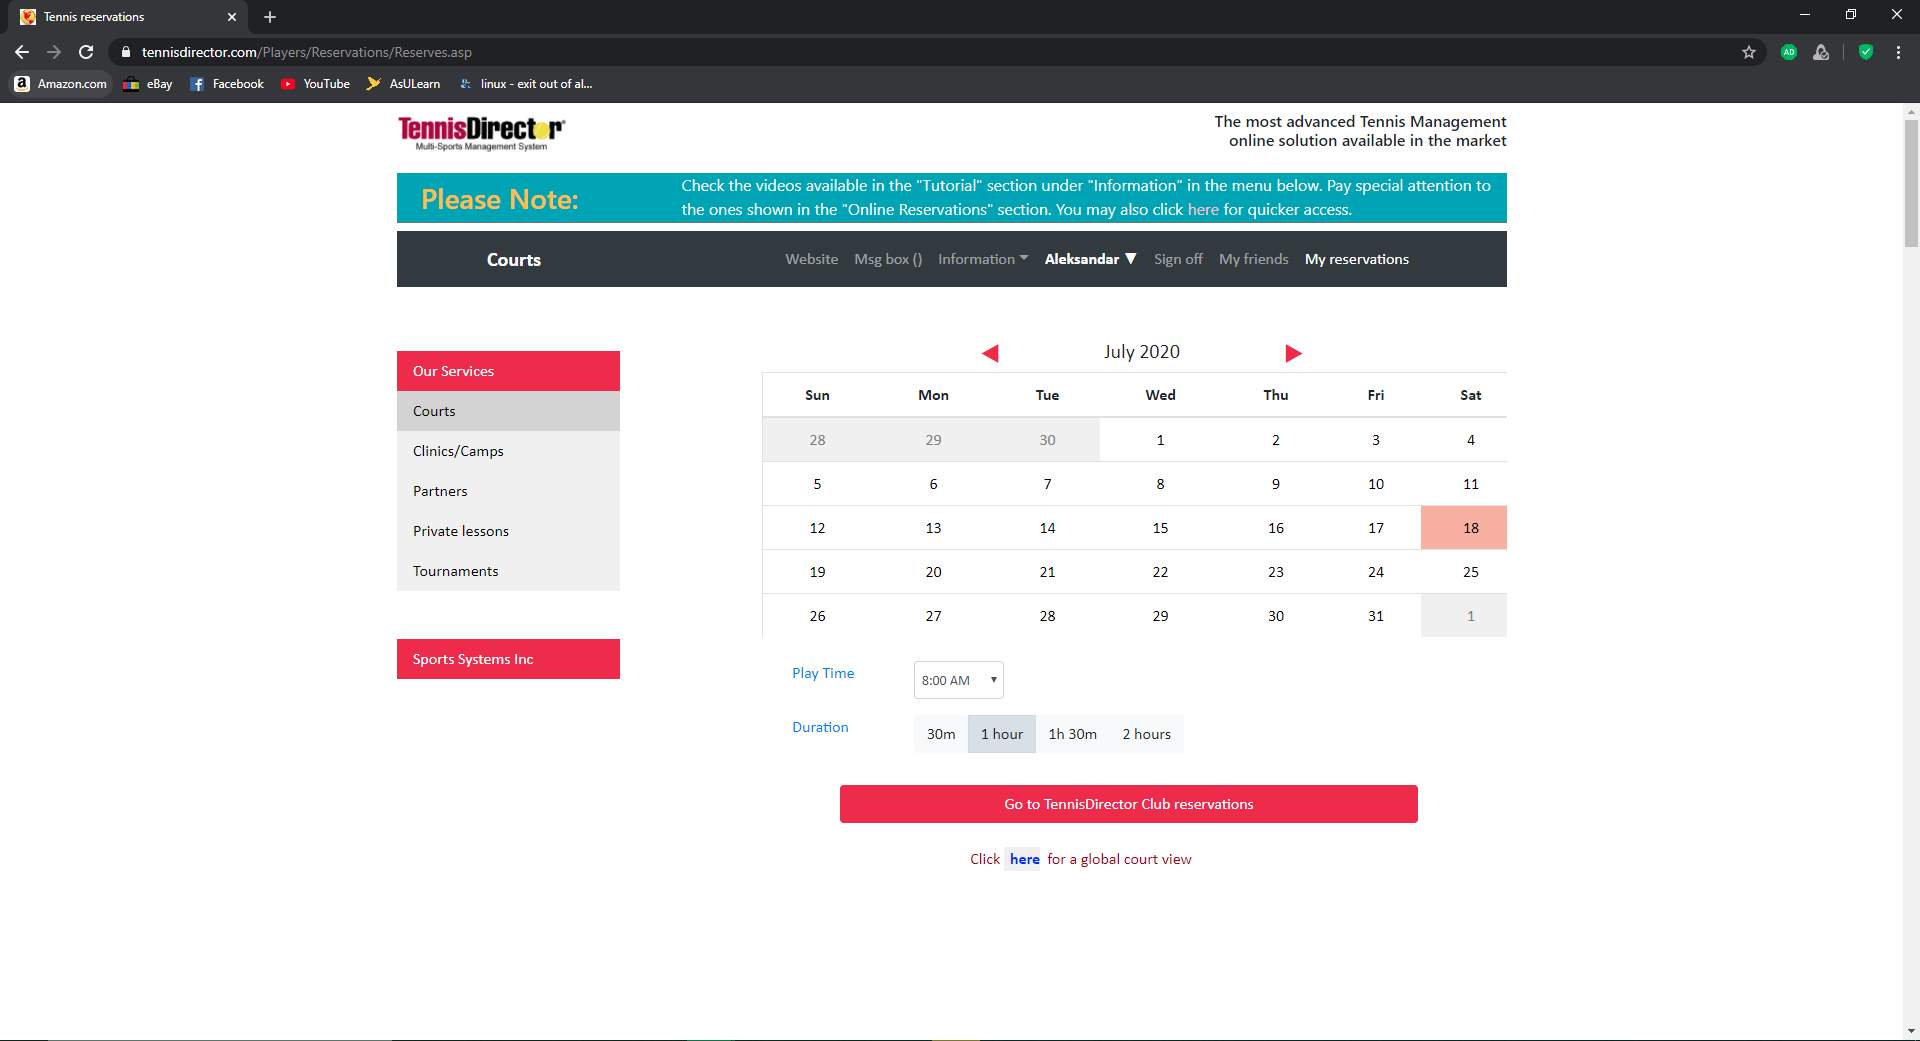 Tennis reservations
tennisdirector.com/Players/Reservations/Reserves.asp
AD
Amazon.com eBay Facebook YouTube AsULearn linux - exit out of al...
TennisDirector®
Multi-Sports Management System
The most advanced Tennis Management
online solution available in the market
Please Note:
Check the videos available in the "Tutorial" section under "Information" in the menu below. Pay special attention to
the ones shown in the "Online Reservations" section. You may also click here for quicker access.
Courts Website Msg box () Information Aleksandar ▼ Sign off My friends My reservations
Our Services
Courts
Clinics/Camps
Partners
Private lessons
Tournaments
Sports Systems Inc
July 2020
Sun Mon Tue Wed Thu Fri Sat
28 29 30 1 2 3 4
5 6 7 8 9 10 11
12 13 14 15 16 17 18
19 20 21 22 23 24 25
26 27 28 29 30 31 1
Play Time 8:00 AM
Duration 30m 1 hour 1h 30m 2 hours
Go to TennisDirector Club reservations
Click here for a global court view